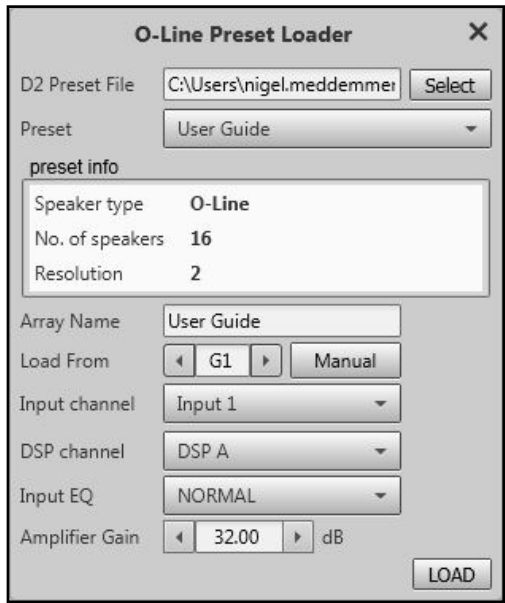 O-Line Preset Loader
D2 Preset File C:\Users\nigel.meddemmer Select
Preset User Guide
preset info
Speaker type O-Line
No. of speakers 16
Resolution 2
Array Name User Guide
Load From G1 Manual
Input channel Input 1
DSP channel DSP A
Input EQ NORMAL
Amplifier Gain 32.00 dB
LOAD